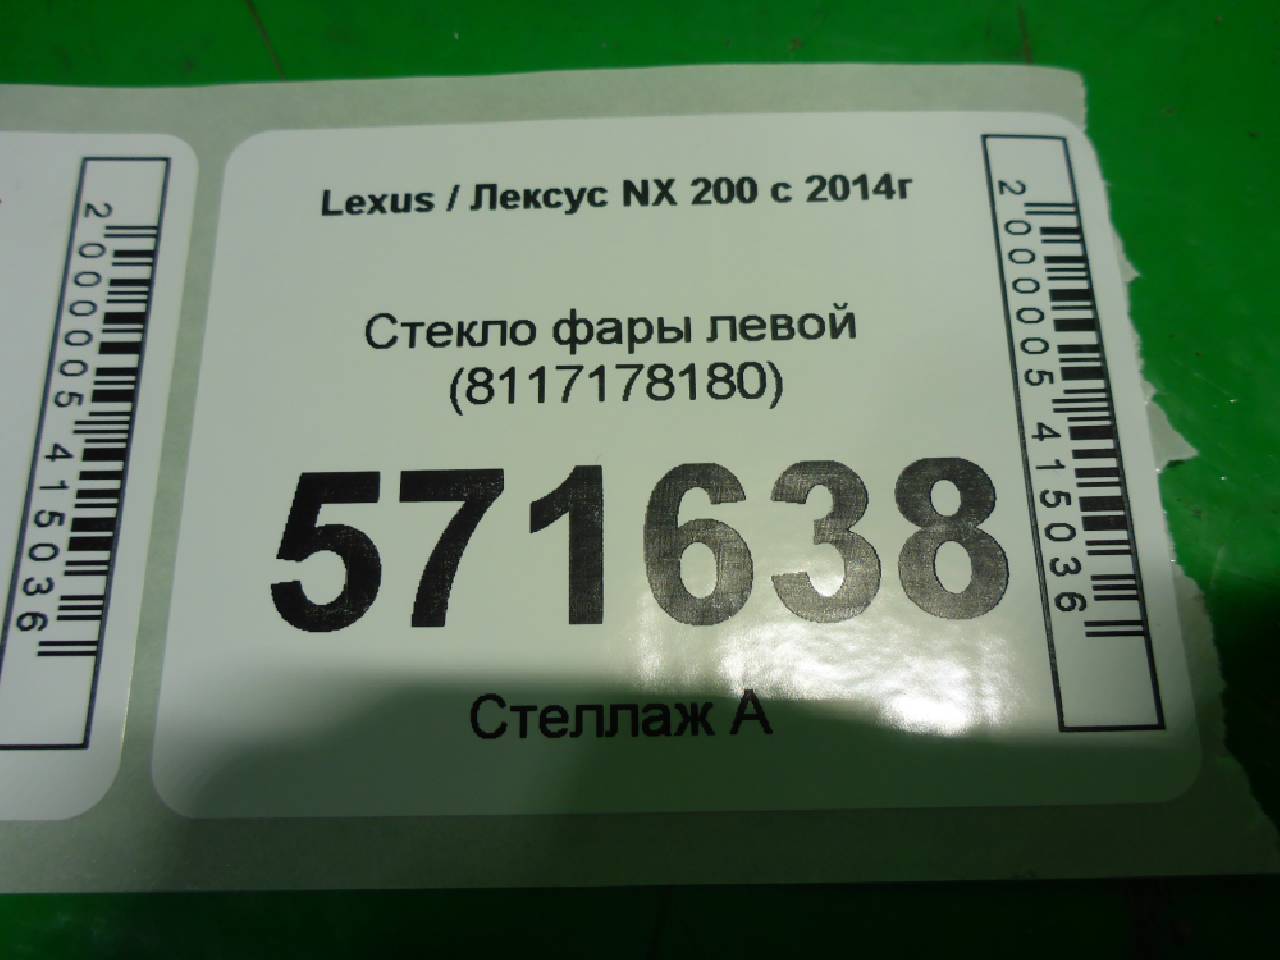 Lexus / Лексус NX 200 с 2014г
Стекло фары левой
(8117178180)
571638
Стеллаж А
2000005415036
2000005415036